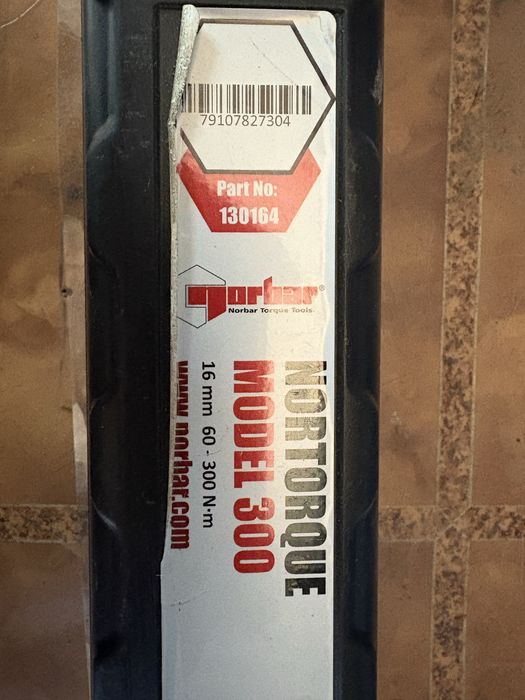 79107827304
Part No:
130164
norbar®
Norbar Torque Tools
NORTORQUE
MODEL 300
16 mm 60 - 300 N·m
www.norbar.com